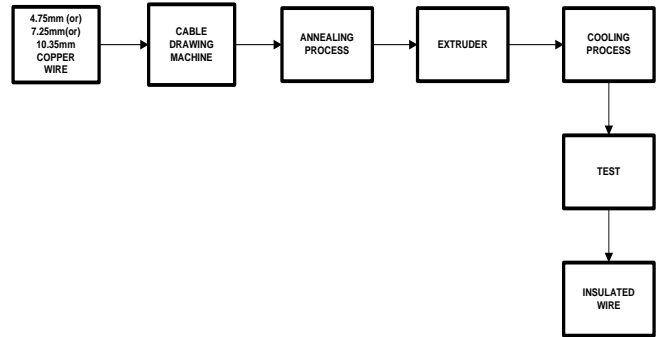 4.75mm (or)
7.25mm(or)
10.35mm
COPPER
WIRE
CABLE
DRAWING
MACHINE
ANNEALING
PROCESS
EXTRUDER
COOLING
PROCESS
TEST
INSULATED
WIRE